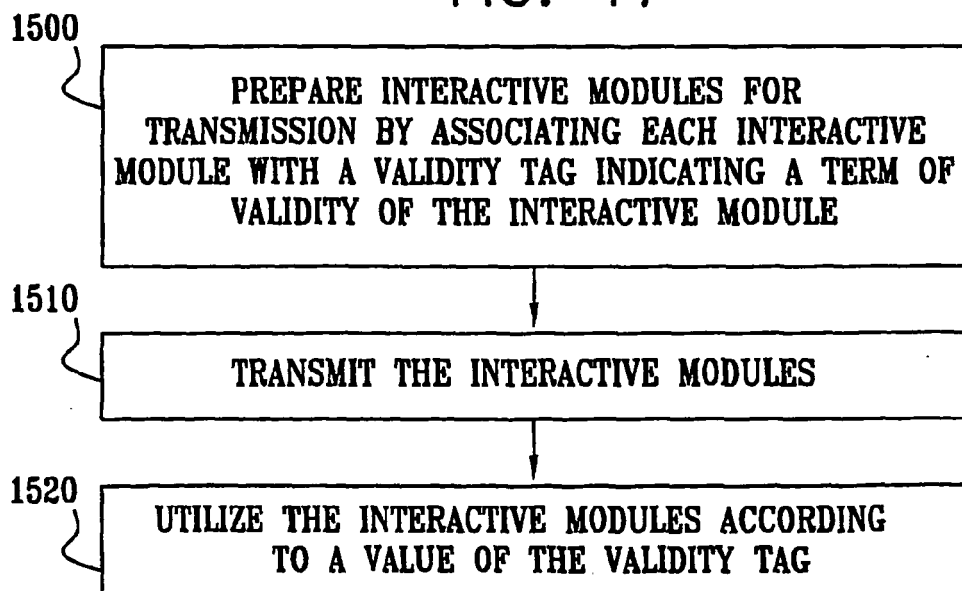 1500
PREPARE INTERACTIVE MODULES FOR
TRANSMISSION BY ASSOCIATING EACH INTERACTIVE
MODULE WITH A VALIDITY TAG INDICATING A TERM OF
VALIDITY OF THE INTERACTIVE MODULE
1510
TRANSMIT THE INTERACTIVE MODULES
1520
UTILIZE THE INTERACTIVE MODULES ACCORDING
TO A VALUE OF THE VALIDITY TAG